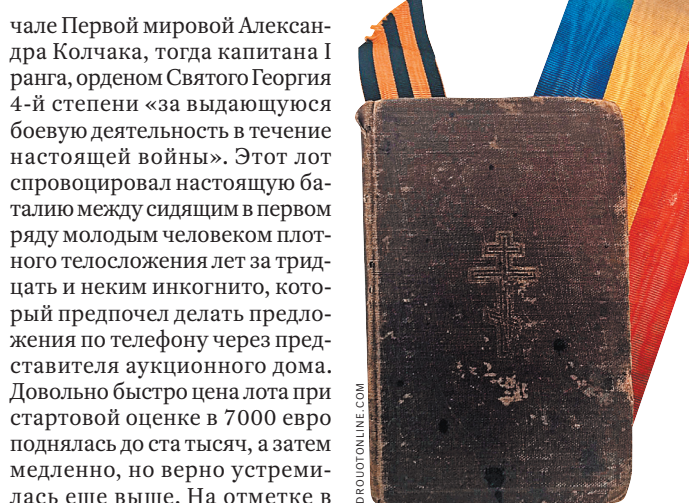 чале Первой мировой Алексан-
дра Колчака, тогда капитана I
ранга, орденом Святого Георгия
4-й степени «за выдающуюся
боевую деятельность в течение
настоящей войны». Этот лот
спровоцировал настоящую ба-
талию между сидящим в первом
ряду молодым человеком плот-
ного телосложения лет за трид-
цать и неким инкогнито, кото-
рый предпочел делать предло-
жения по телефону через пред-
ставителя аукционного дома.
Довольно быстро цена лота при
стартовой оценке в 7000 евро
поднялась до ста тысяч, а затем
медленно, но верно устреми-
лась еще выше. На отметке в
DROUOTONLINE.COM